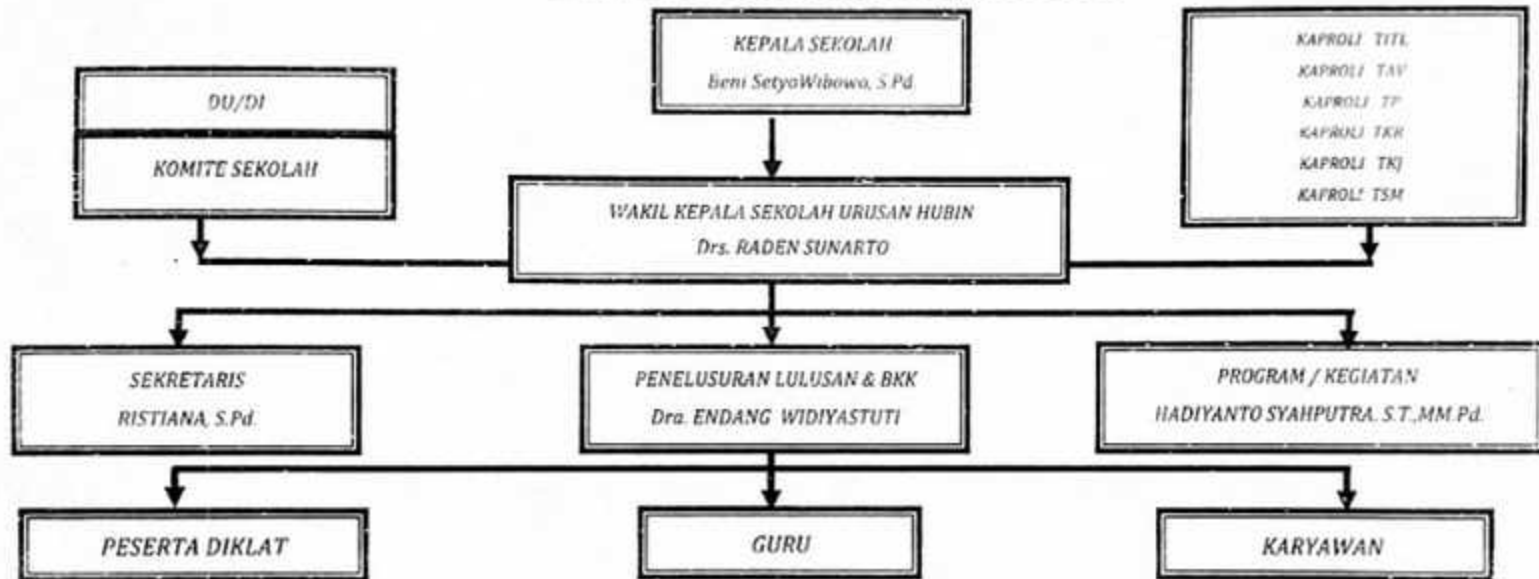 KEPALA SEKOLAH
Beni SetyoWibowo, S.Pd.
DU/DI
KOMITE SEKOLAH
KAPROLI TITL
KAPROLI TAV
KAPROLI TP
KAPROLI TKR
KAPROLI TKJ
KAPROLI TSM
WAKIL KEPALA SEKOLAH URUSAN HUBIN
Drs. RADEN SUNARTO
SEKRETARIS
RISTIANA, S.Pd.
PENELUSURAN LULUSAN & BKK
Dra. ENDANG WIDIYASTUTI
PROGRAM / KEGIATAN
HADIYANTO SYAHPUTRA. S.T.,MM.Pd.
PESERTA DIKLAT
GURU
KARYAWAN